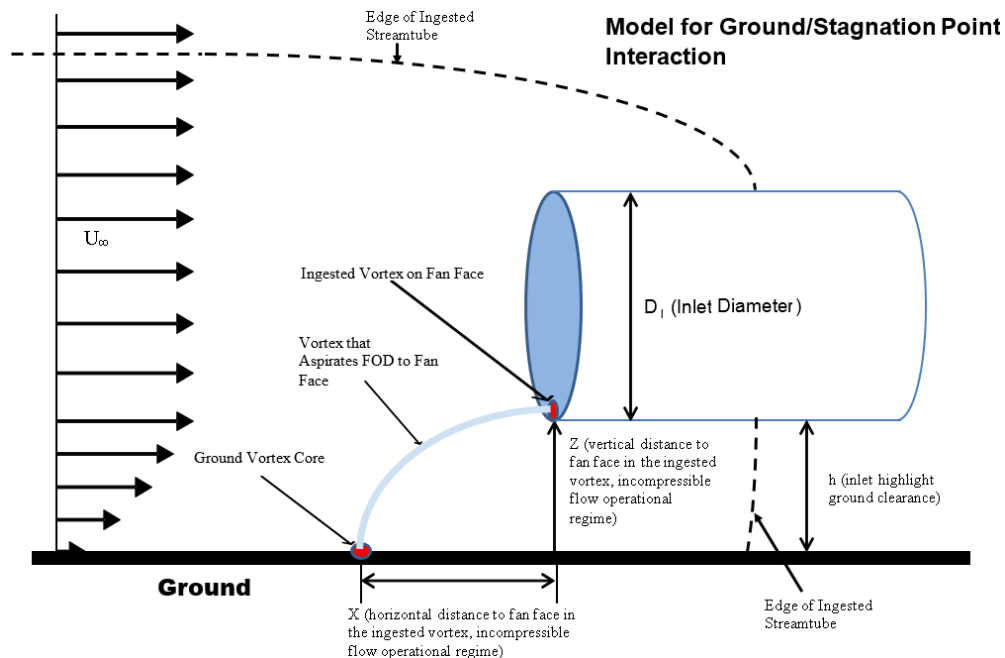 Edge of Ingested
Streamtube
Model for Ground/Stagnation Point
Interaction
U∞
Ingested Vortex on Fan Face
D_I (Inlet Diameter)
Vortex that
Aspirates FOD to Fan
Face
Ground Vortex Core
Z (vertical distance to
fan face in the ingested
vortex, incompressible
flow operational
regime)
h (inlet highlight
ground clearance)
Ground
X (horizontal distance to fan face in
the ingested vortex, incompressible
flow operational regime)
Edge of Ingested
Streamtube